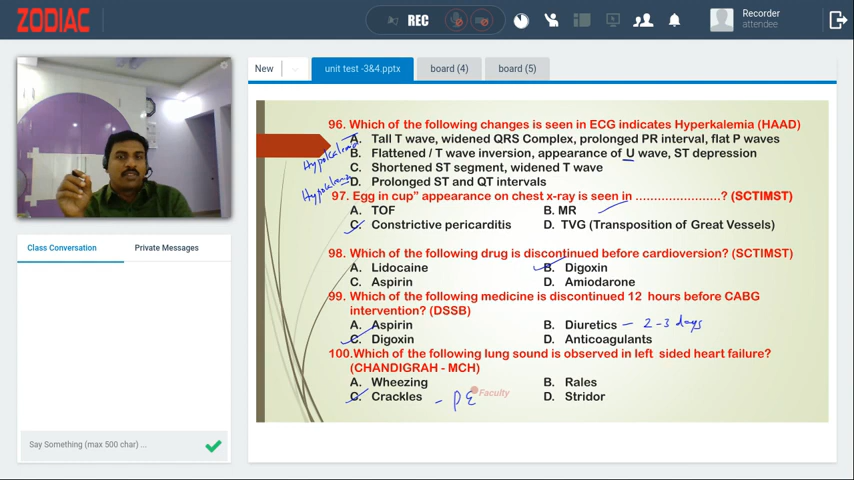 ZODIAC
REC
Recorder
attendee
New
unit test -3&4.pptx
board (4)
board (5)
96. Which of the following changes is seen in ECG indicates Hyperkalemia (HAAD)
A. Tall T wave, widened QRS Complex, prolonged PR interval, flat P waves
B. Flattened / T wave inversion, appearance of U wave, ST depression
C. Shortened ST segment, widened T wave
D. Prolonged ST and QT intervals
97. Egg in cup” appearance on chest x-ray is seen in ........................? (SCTIMST)
A. TOF
B. MR
C. Constrictive pericarditis
D. TVG (Transposition of Great Vessels)
98. Which of the following drug is discontinued before cardioversion? (SCTIMST)
A. Lidocaine
B. Digoxin
C. Aspirin
D. Amiodarone
99. Which of the following medicine is discontinued 12 hours before CABG
intervention? (DSSB)
A. Aspirin
B. Diuretics – 2-3 days
C. Digoxin
D. Anticoagulants
100.Which of the following lung sound is observed in left sided heart failure?
(CHANDIGRAH - MCH)
A. Wheezing
B. Rales
C. Crackles - PE
Faculty
D. Stridor
Class Conversation
Private Messages
Say Something (max 500 char) ...